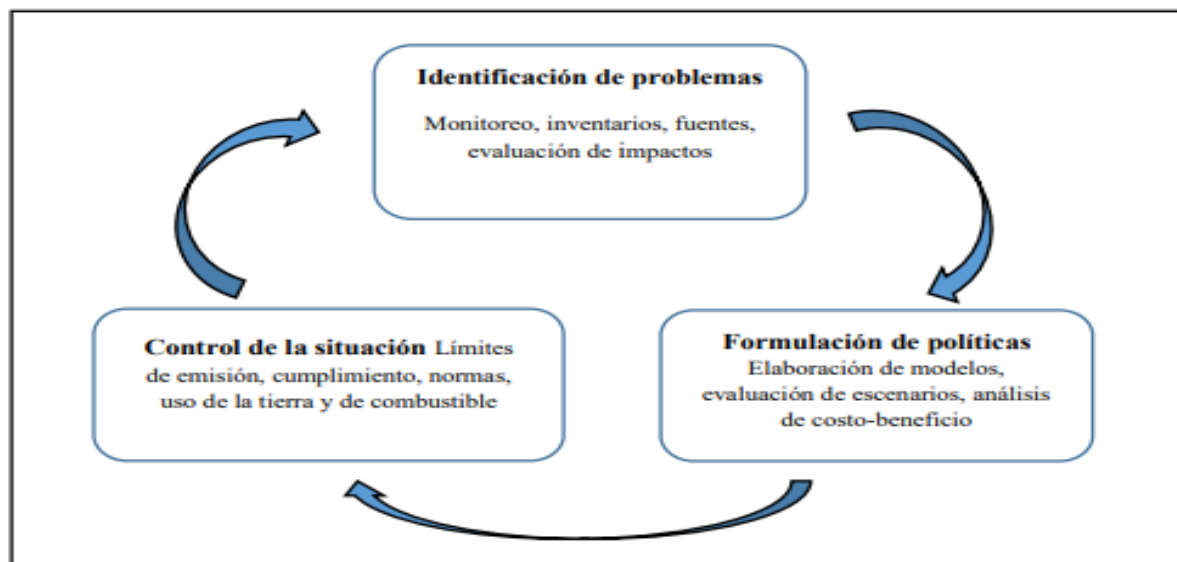 Identificación de problemas
Monitoreo, inventarios, fuentes,
evaluación de impactos
Control de la situación Límites
de emisión, cumplimiento, normas,
uso de la tierra y de combustible
Formulación de políticas
Elaboración de modelos,
evaluación de escenarios, análisis
de costo-beneficio